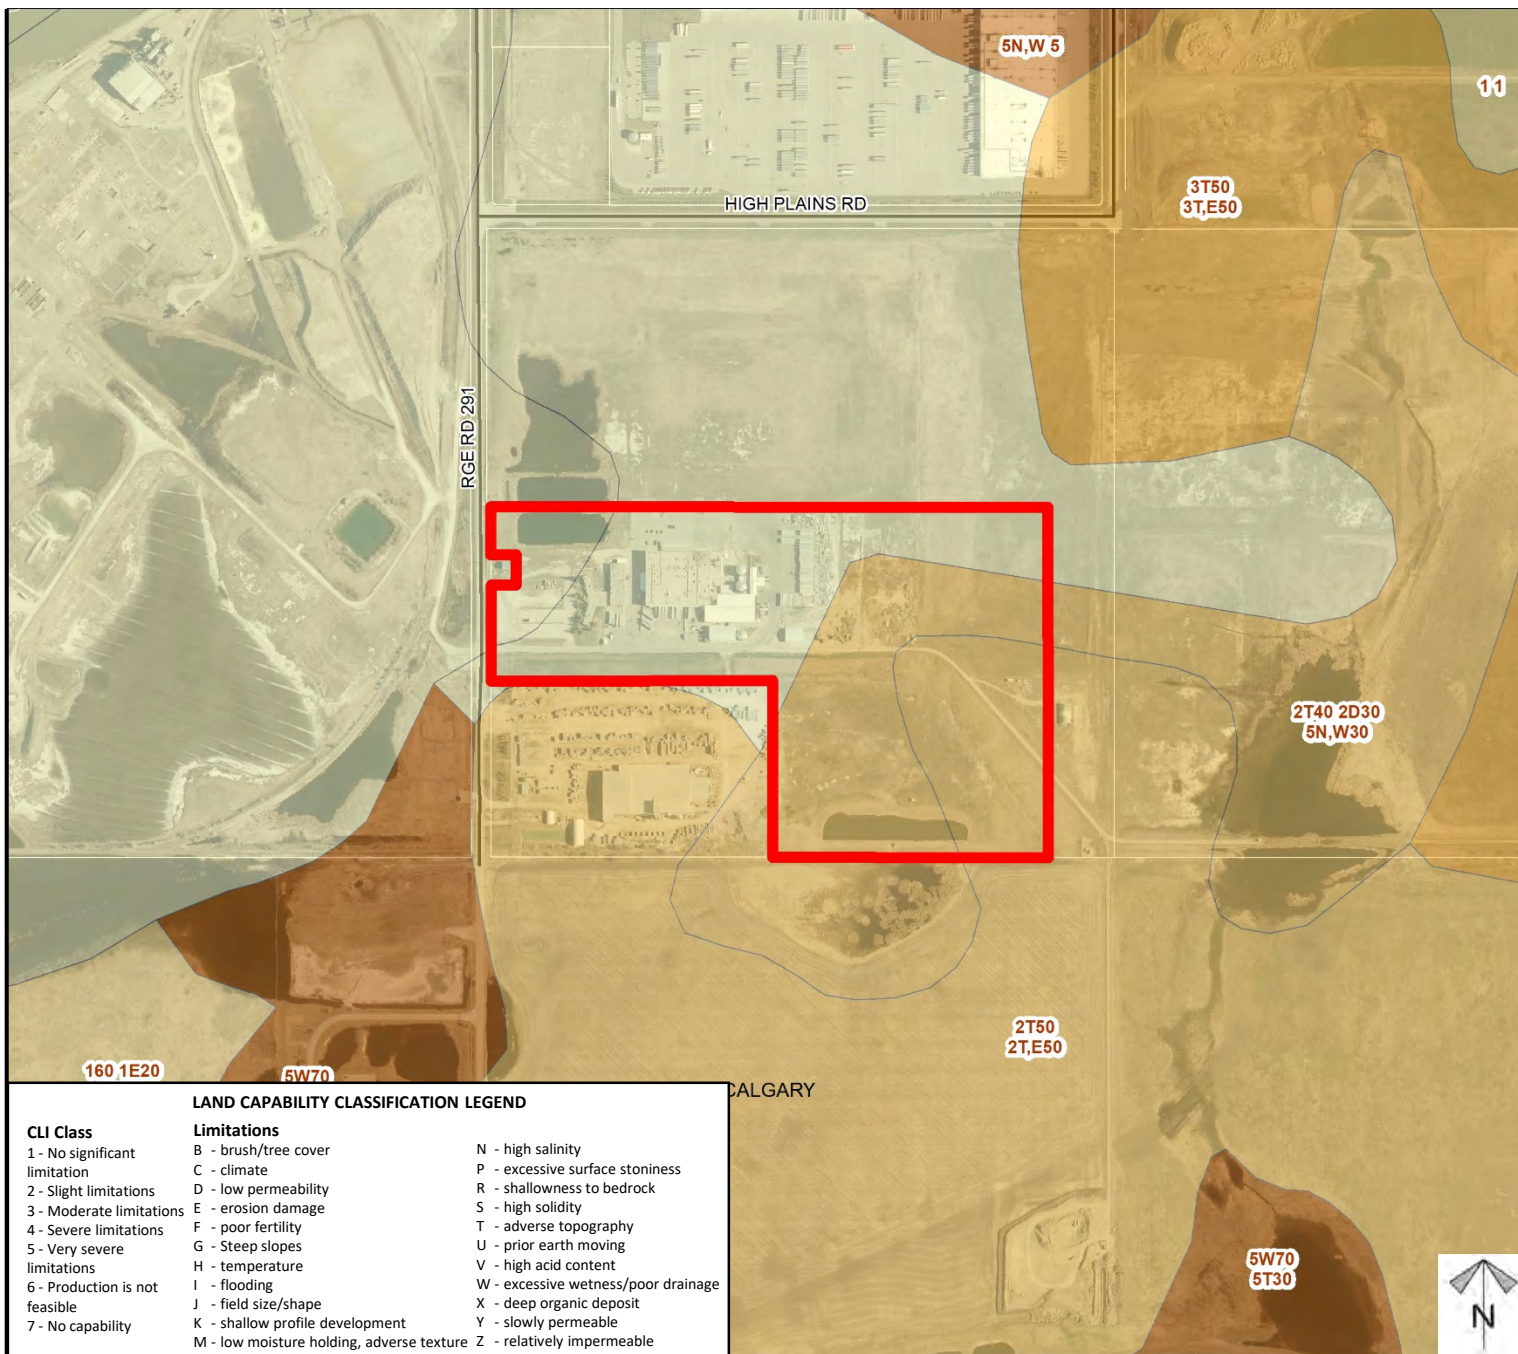 5N,W 5
11
3T50
3T,E50
HIGH PLAINS RD
RGE RD 291
2T40 2D30
5N,W30
2T50
2T,E50
160 1E20
5W70
CALGARY
5W70
5T30
N
LAND CAPABILITY CLASSIFICATION LEGEND
CLI Class
1 - No significant
limitation
2 - Slight limitations
3 - Moderate limitations
4 - Severe limitations
5 - Very severe
limitations
6 - Production is not
feasible
7 - No capability
Limitations
B - brush/tree cover
C - climate
D - low permeability
E - erosion damage
F - poor fertility
G - Steep slopes
H - temperature
I - flooding
J - field size/shape
K - shallow profile development
M - low moisture holding, adverse texture
N - high salinity
P - excessive surface stoniness
R - shallowness to bedrock
S - high solidity
T - adverse topography
U - prior earth moving
V - high acid content
W - excessive wetness/poor drainage
X - deep organic deposit
Y - slowly permeable
Z - relatively impermeable